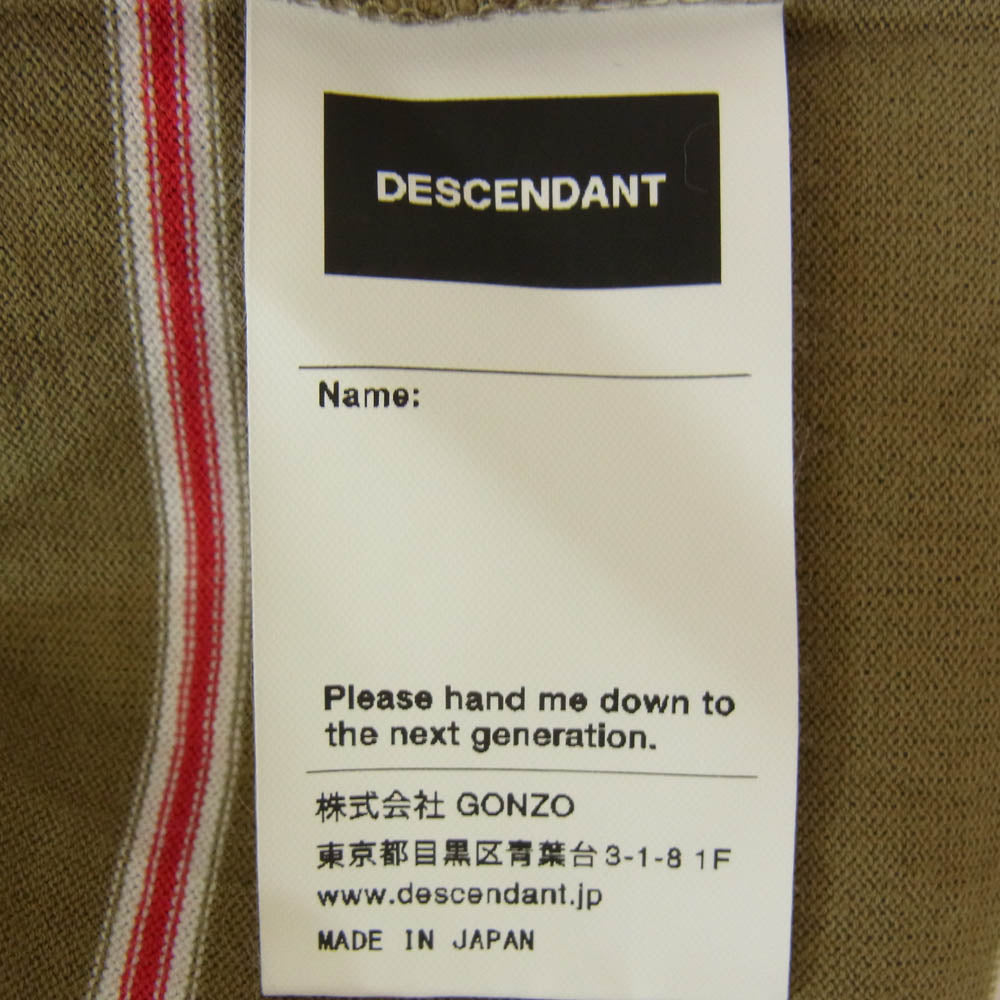 DESCENDANT
Name:
Please hand me down to
the next generation.
株式会社 GONZO
東京都目黒区青葉台3-1-8 1F
www.descendant.jp
MADE IN JAPAN